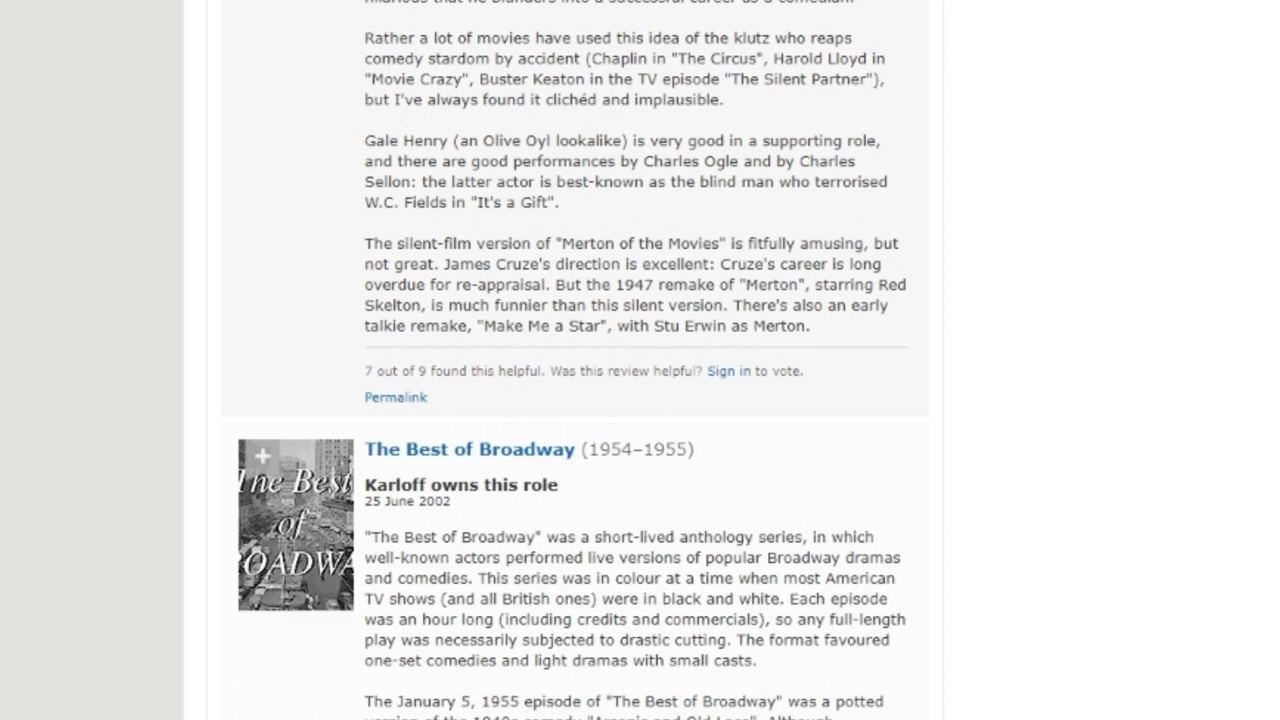 Rather a lot of movies have used this idea of the klutz who reaps
comedy stardom by accident (Chaplin in "The Circus", Harold Lloyd in
"Movie Crazy", Buster Keaton in the TV episode "The Silent Partner"),
but I've always found it clichéd and implausible.
Gale Henry (an Olive Oyl lookalike) is very good in a supporting role,
and there are good performances by Charles Ogle and by Charles
Sellon: the latter actor is best-known as the blind man who terrorised
W.C. Fields in "It's a Gift".
The silent-film version of "Merton of the Movies" is fitfully amusing, but
not great. James Cruze's direction is excellent: Cruze's career is long
overdue for re-appraisal. But the 1947 remake of "Merton", starring Red
Skelton, is much funnier than this silent version. There's also an early
talkie remake, "Make Me a Star", with Stu Erwin as Merton.
7 out of 9 found this helpful. Was this review helpful? Sign in to vote.
Permalink
The Best
of
ROADWA
The Best of Broadway (1954–1955)
Karloff owns this role
25 June 2002
"The Best of Broadway" was a short-lived anthology series, in which
well-known actors performed live versions of popular Broadway dramas
and comedies. This series was in colour at a time when most American
TV shows (and all British ones) were in black and white. Each episode
was an hour long (including credits and commercials), so any full-length
play was necessarily subjected to drastic cutting. The format favoured
one-set comedies and light dramas with small casts.
The January 5, 1955 episode of "The Best of Broadway" was a potted